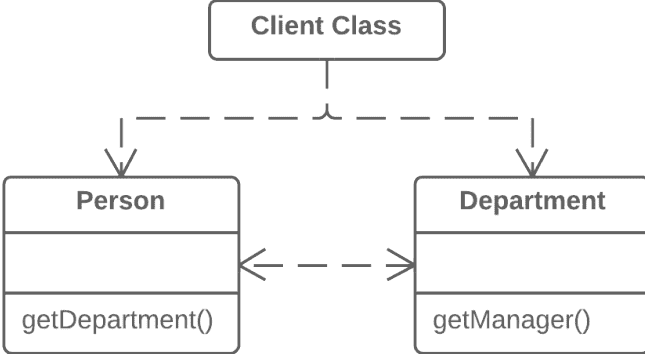 Client Class
Person
Department
getDepartment()
getManager()